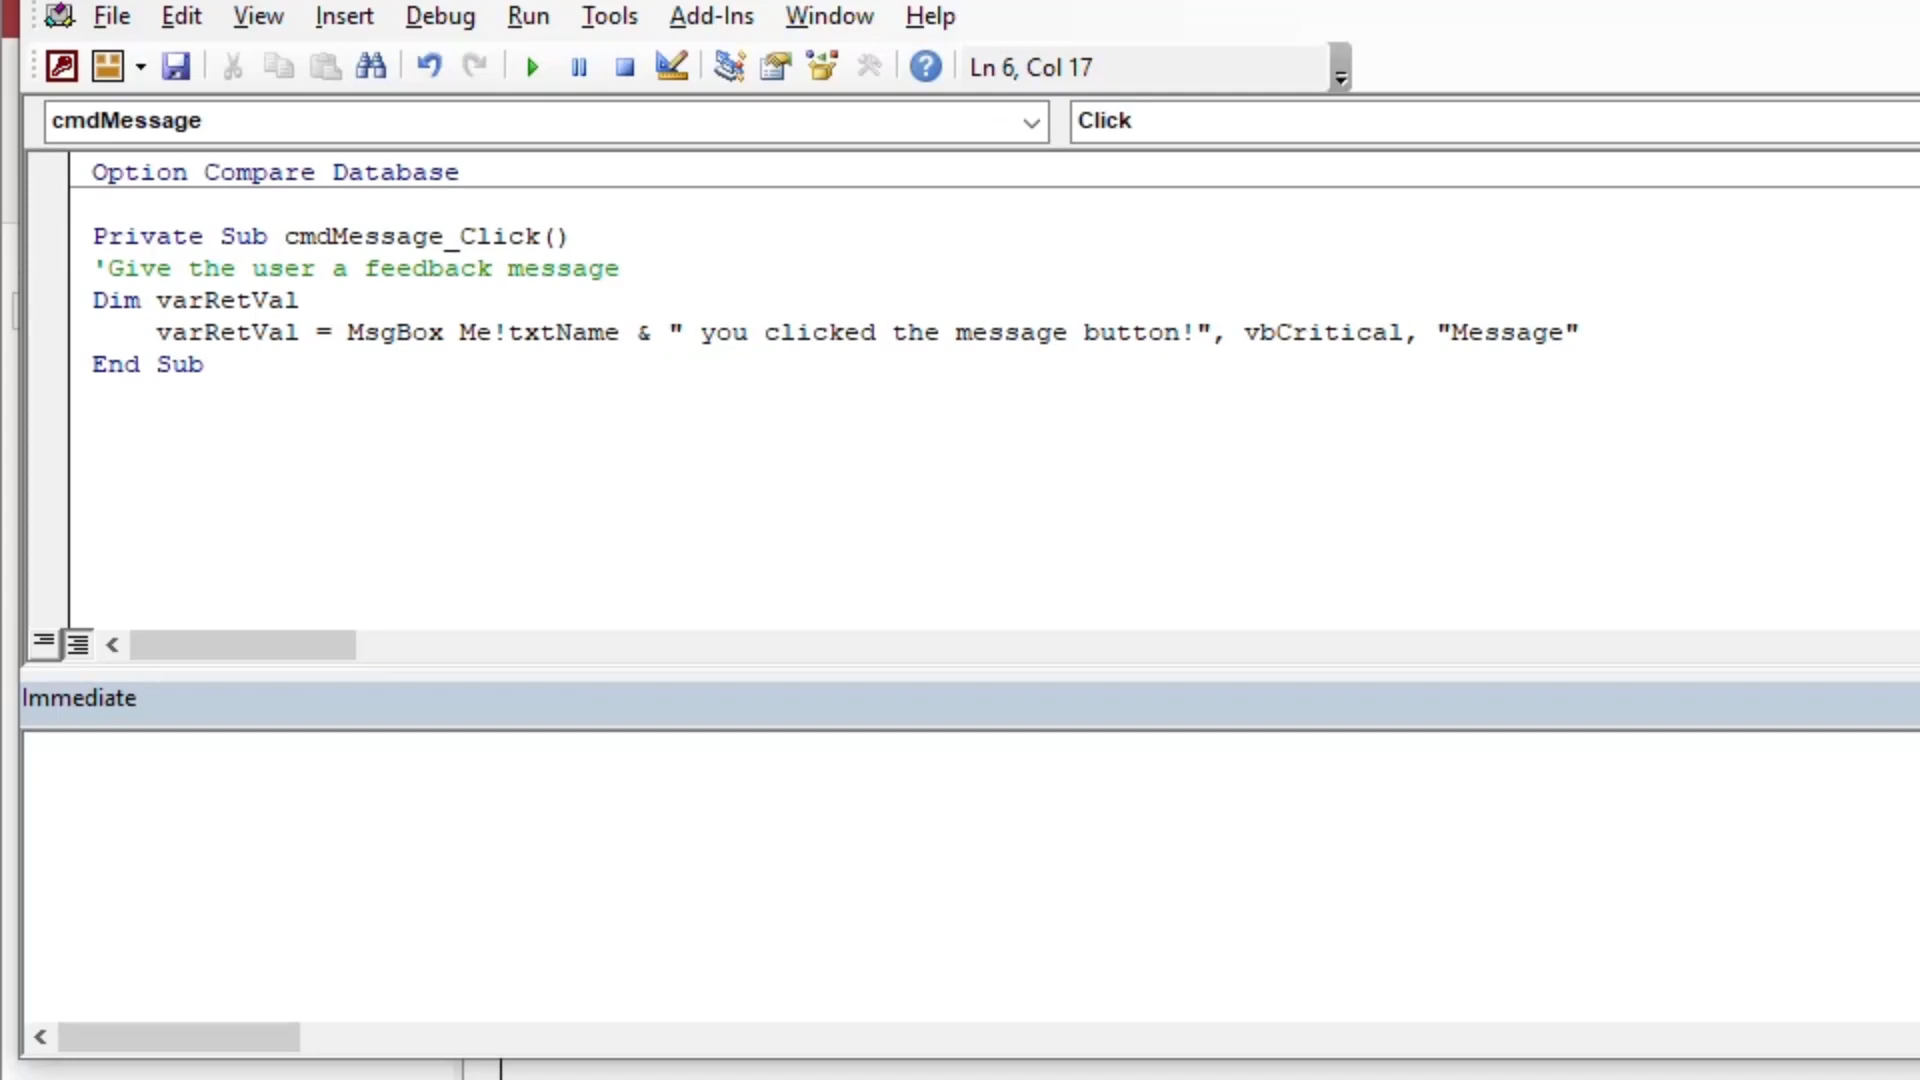 File Edit View Insert Debug Run Tools Add-Ins Window Help
Ln 6, Col 17
cmdMessage Click
Option Compare Database
Private Sub cmdMessage_Click()
'Give the user a feedback message
Dim varRetVal
varRetVal = MsgBox Me!txtName & " you clicked the message button!", vbCritical, "Message"
End Sub
Immediate